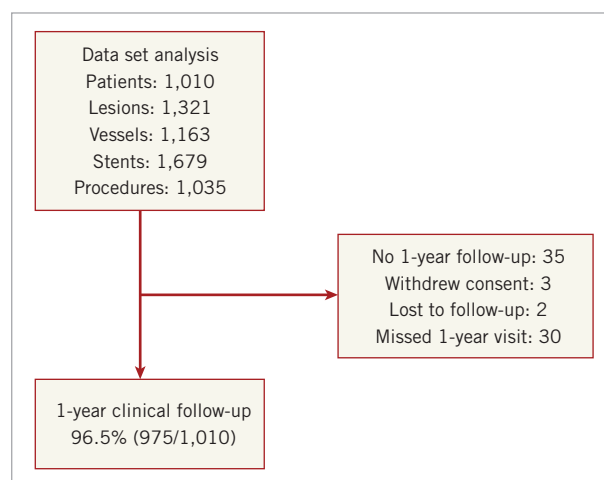 Data set analysis
Patients: 1,010
Lesions: 1,321
Vessels: 1,163
Stents: 1,679
Procedures: 1,035
No 1-year follow-up: 35
Withdrew consent: 3
Lost to follow-up: 2
Missed 1-year visit: 30
1-year clinical follow-up
96.5% (975/1,010)